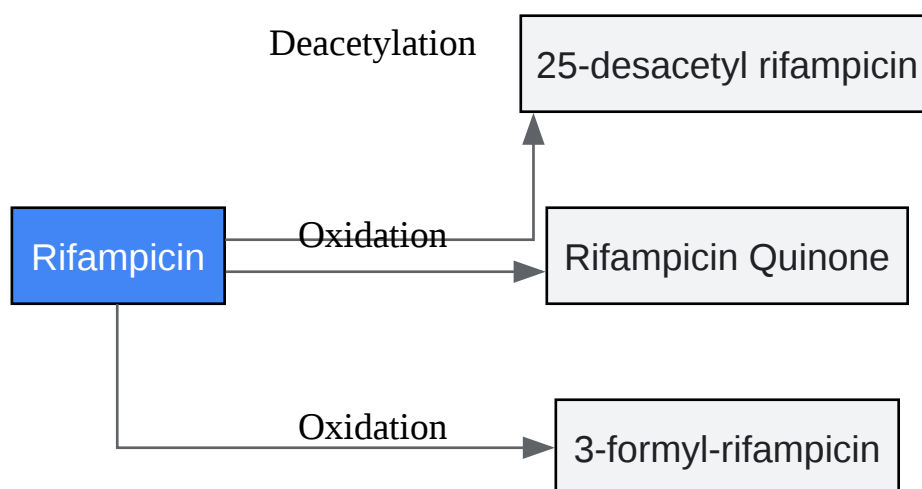 Deacetylation
25-desacetyl rifampicin
Rifampicin
Oxidation
Rifampicin Quinone
Oxidation
3-formyl-rifampicin